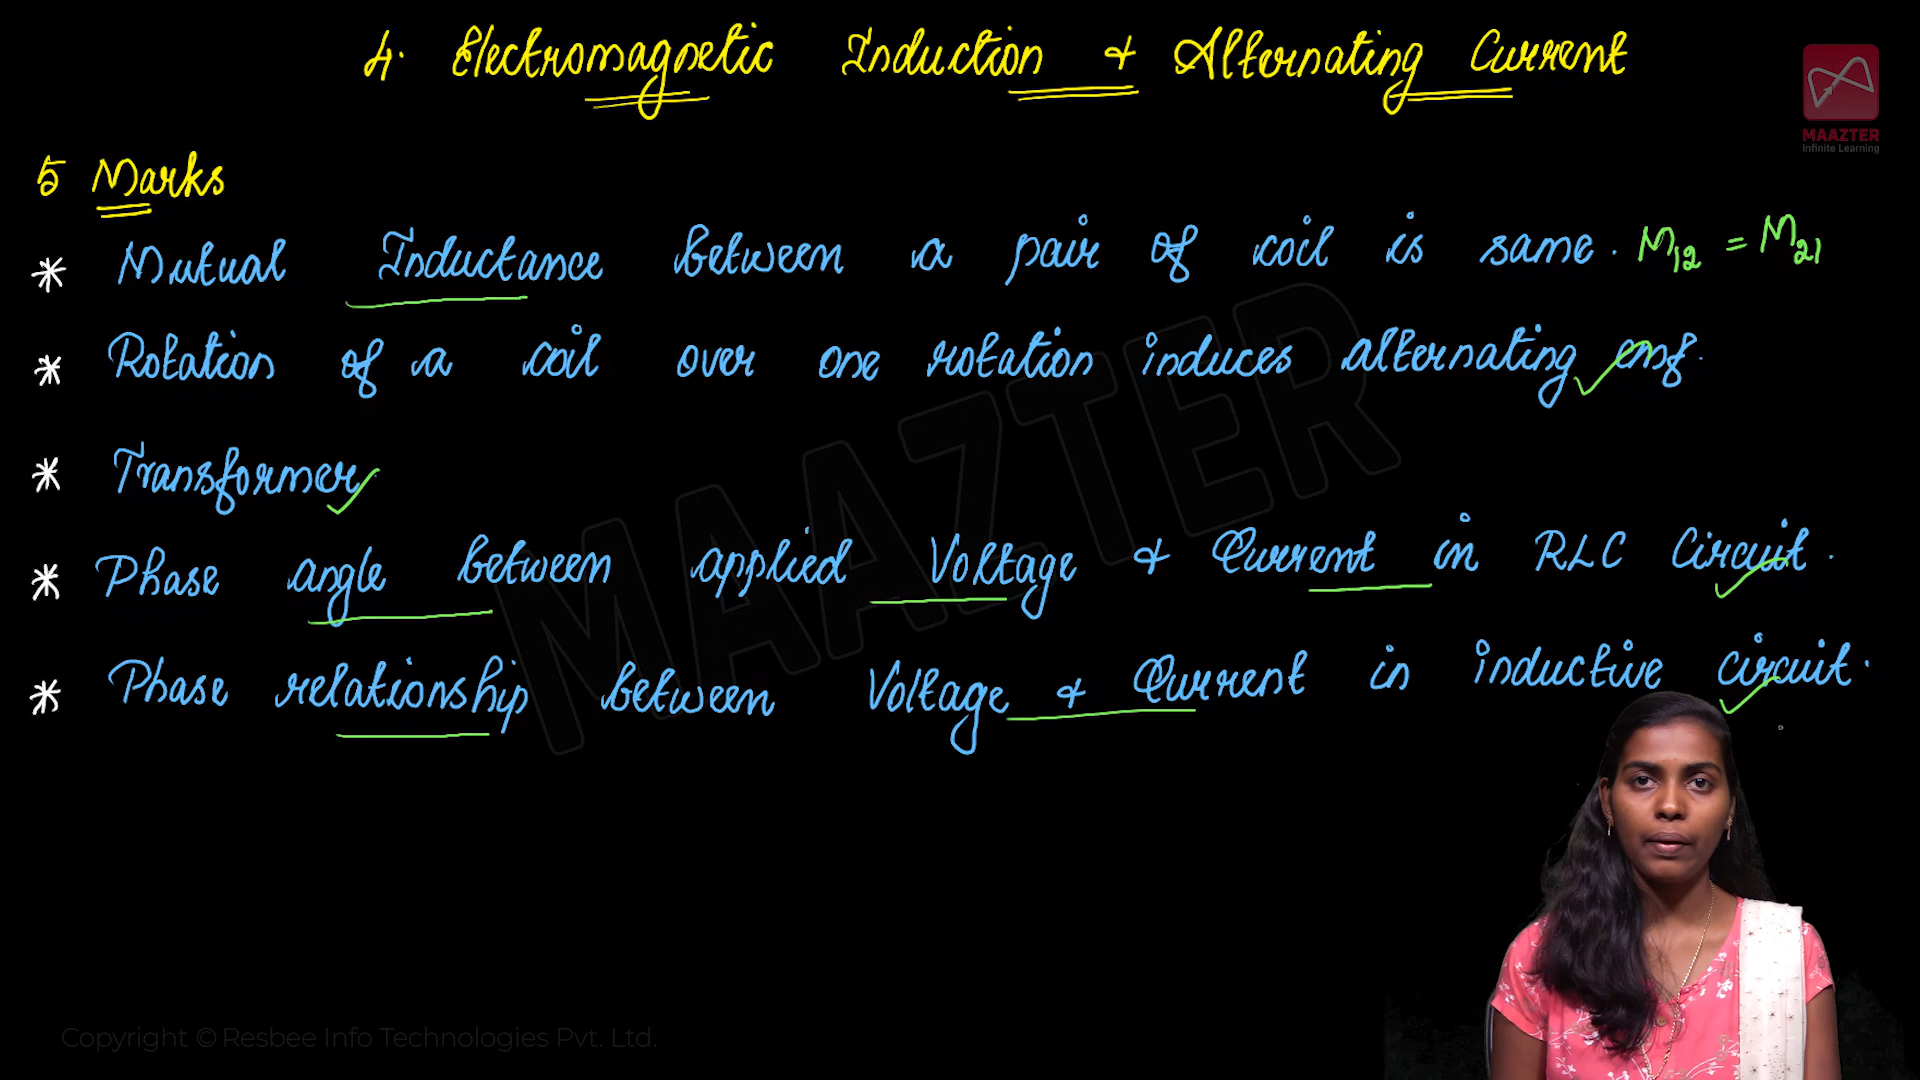 4. Electromagnetic Induction & Alternating Current
MAAZTER
Infinite Learning
5 Marks
* Mutual Inductance between a pair of coil is same. M12 = M21
* Rotation of a coil over one rotation induces alternating emf.
* Transformer
* Phase angle between applied Voltage & Current in RLC Circuit.
* Phase relationship between Voltage & Current in inductive circuit.
MAAZTER
Copyright © Resbee Info Technologies Pvt. Ltd.